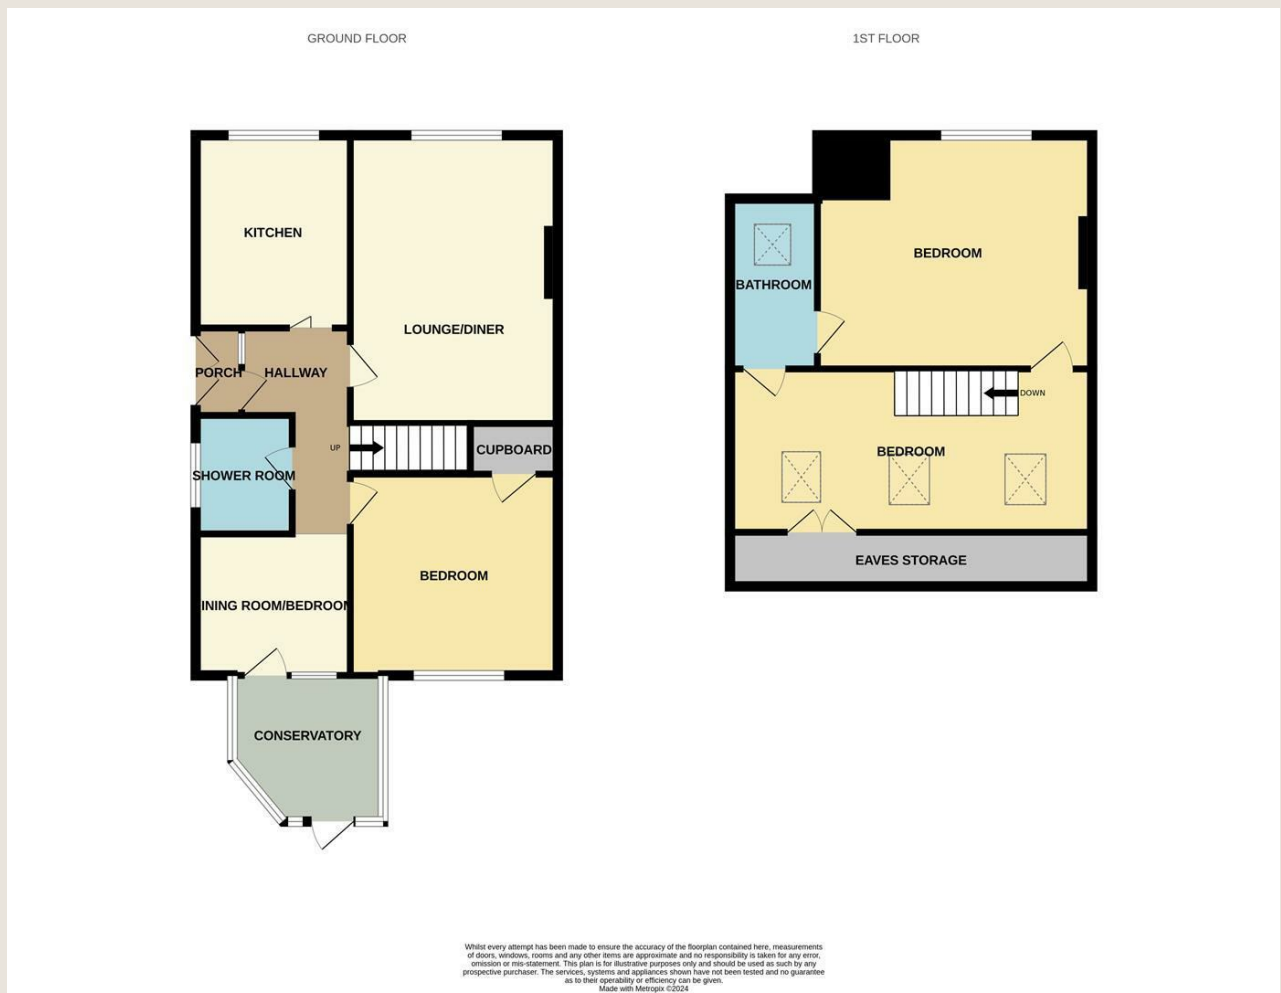 GROUND FLOOR
1ST FLOOR
KITCHEN
LOUNGE/DINER
PORCH
HALLWAY
UP
CUPBOARD
SHOWER ROOM
BEDROOM
INING ROOM/BEDROOM
CONSERVATORY
BEDROOM
BATHROOM
DOWN
BEDROOM
EAVES STORAGE
Whilst every attempt has been made to ensure the accuracy of the floorplan contained here, measurements
of doors, windows, rooms and any other items are approximate and no responsibility is taken for any error,
omission or mis-statement. This plan is for illustrative purposes only and should be used as such by any
prospective purchaser. The services, systems and appliances shown have not been tested and no guarantee
as to their operability or efficiency can be given.
Made with Metropix ©2024